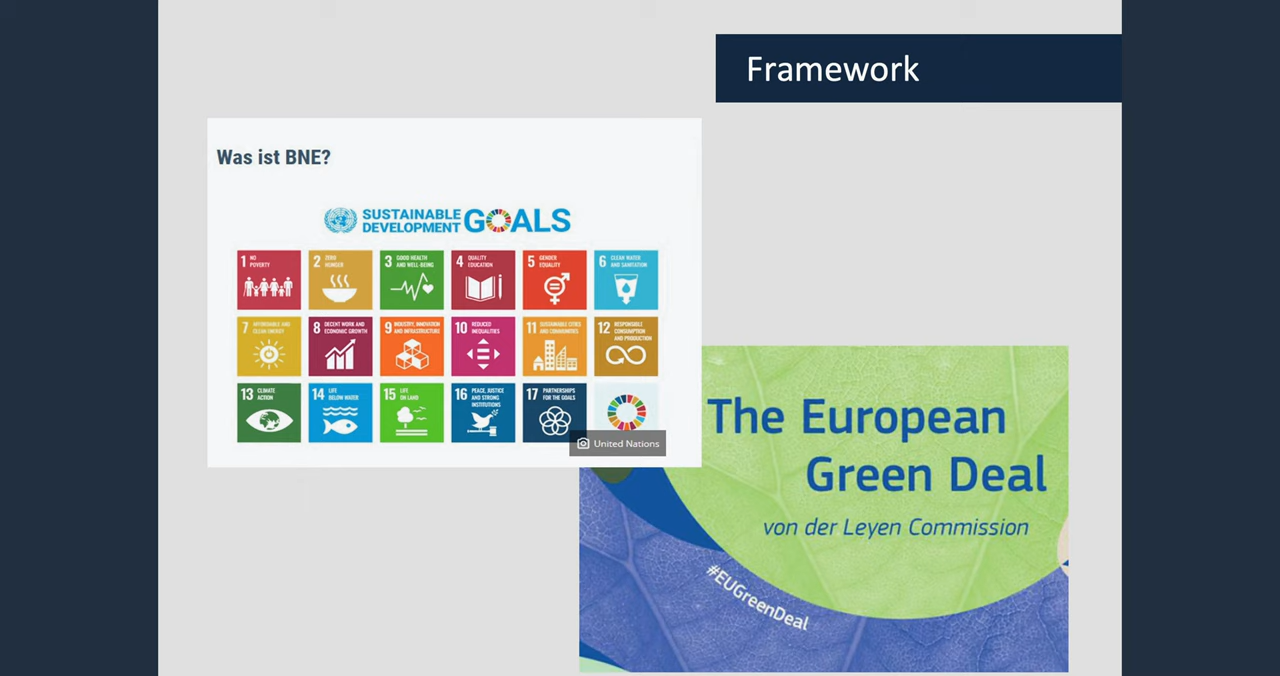 Framework
Was ist BNE?
SUSTAINABLE
DEVELOPMENT
GOALS
1 NO
POVERTY
2 ZERO
HUNGER
3 GOOD HEALTH
AND WELL-BEING
4 QUALITY
EDUCATION
5 GENDER
EQUALITY
6 CLEAN WATER
AND SANITATION
7 AFFORDABLE AND
CLEAN ENERGY
8 DECENT WORK AND
ECONOMIC GROWTH
9 INDUSTRY, INNOVATION
AND INFRASTRUCTURE
10 REDUCED
INEQUALITIES
11 SUSTAINABLE CITIES
AND COMMUNITIES
12 RESPONSIBLE
CONSUMPTION
AND PRODUCTION
13 CLIMATE
ACTION
14 LIFE
BELOW WATER
15 LIFE
ON LAND
16 PEACE, JUSTICE
AND STRONG
INSTITUTIONS
17 PARTNERSHIPS
FOR THE GOALS
United Nations
The European
Green Deal
von der Leyen Commission
#EUGreenDeal